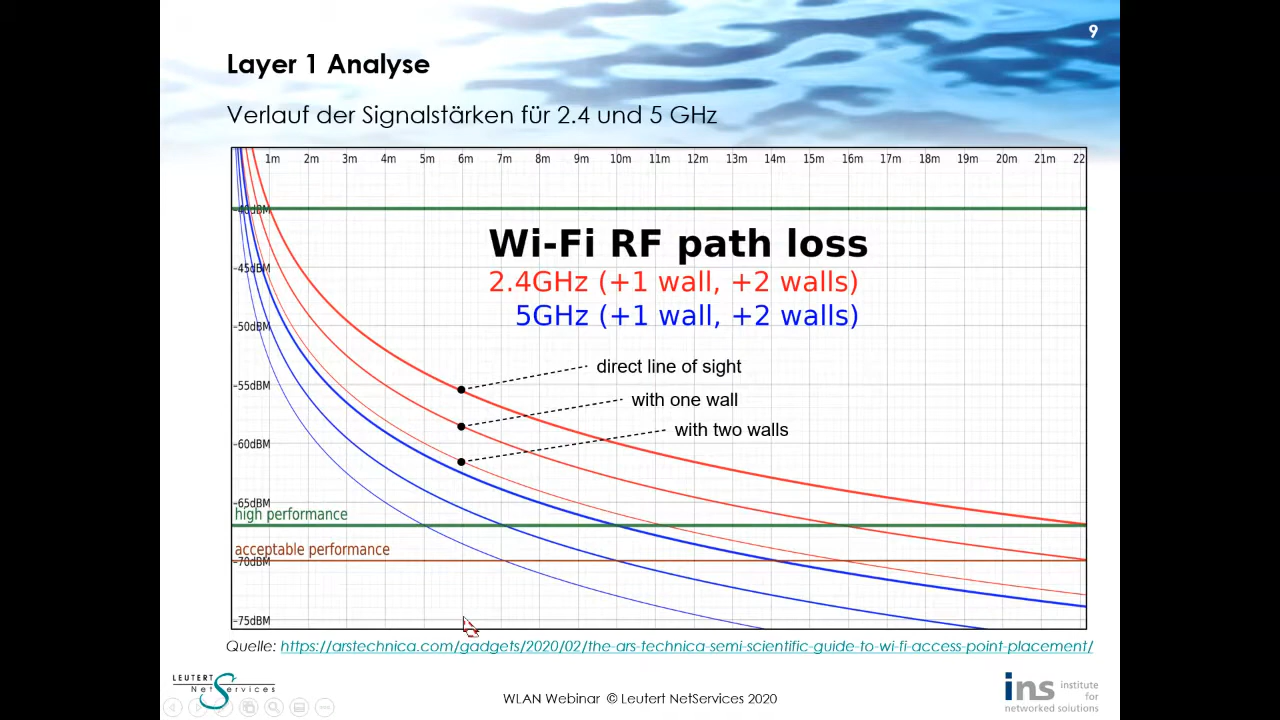 9
Layer 1 Analyse
Verlauf der Signalstärken für 2.4 und 5 GHz
1m 2m 3m 4m 5m 6m 7m 8m 9m 10m 11m 12m 13m 14m 15m 16m 17m 18m 19m 20m 21m 22
-40dBM
Wi-Fi RF path loss
-45dBM
2.4GHz (+1 wall, +2 walls)
5GHz (+1 wall, +2 walls)
-50dBM
direct line of sight
-55dBM
with one wall
with two walls
-60dBM
-65dBM
high performance
acceptable performance
-70dBM
-75dBM
Quelle: https://arstechnica.com/gadgets/2020/02/the-ars-technica-semi-scientific-guide-to-wi-fi-access-point-placement/
LEUTERT
NetServices
WLAN Webinar © Leutert NetServices 2020
ins institute
for
networked solutions